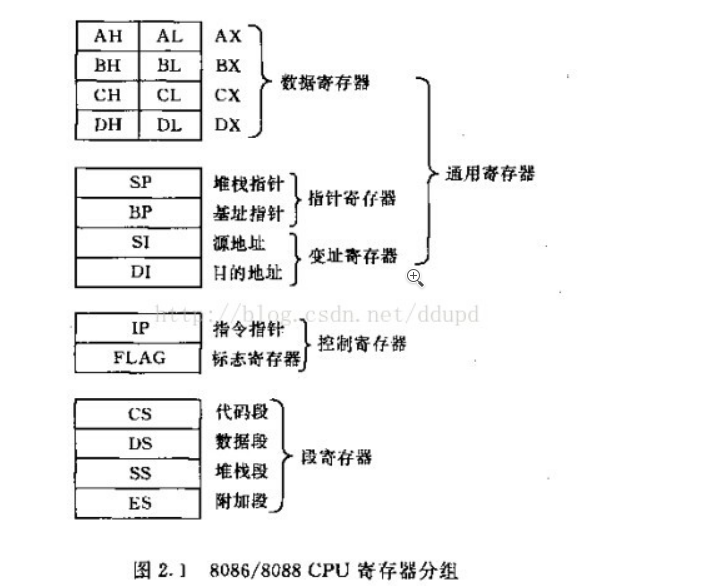 AH AL AX
BH BL BX
CH CL CX
DH DL DX
数据寄存器
通用寄存器
SP 堆栈指针
BP 基址指针
指针寄存器
SI 源地址
DI 目的地址
变址寄存器
http://blog.csdn.net/ddupd
IP 指令指针
FLAG 标志寄存器
控制寄存器
CS 代码段
DS 数据段
SS 堆栈段
ES 附加段
段寄存器
图 2.1 8086/8088 CPU 寄存器分组